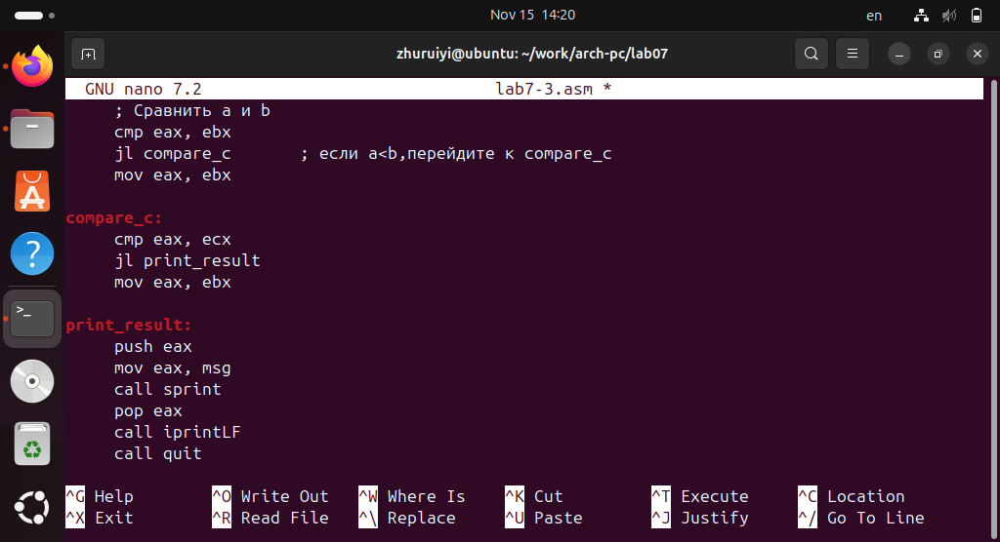 Nov 15 14:20
en
zhuruiyi@ubuntu: ~/work/arch-pc/lab07
GNU nano 7.2 lab7-3.asm *
; Сравнить a и b
cmp eax, ebx
jl compare_c ; если a<b,перейдите к compare_c
mov eax, ebx
compare_c:
cmp eax, ecx
jl print_result
mov eax, ebx
print_result:
push eax
mov eax, msg
call sprint
pop eax
call iprintLF
call quit
^G Help ^O Write Out ^W Where Is ^K Cut ^T Execute ^C Location
^X Exit ^R Read File ^\ Replace ^U Paste ^J Justify ^/ Go To Line